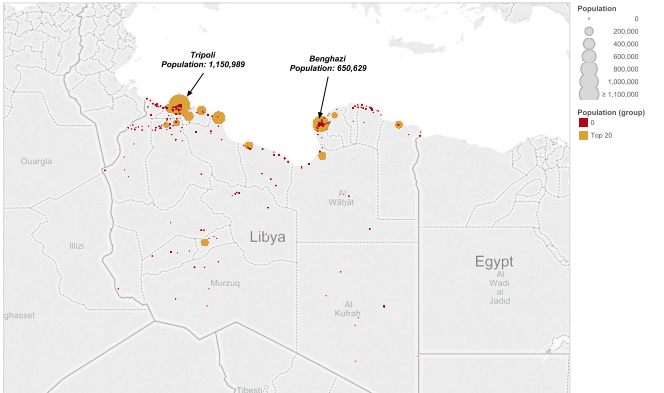 Tripoli
Population: 1,150,989
Benghazi
Population: 650,629
Ouargla
Illizi
ghasset
Libya
Murzuq
Al
Wāḥāt
Al
Kufrah
Tibesti
Egypt
Al
Wadi
al
Jadid
Population
0
200,000
400,000
600,000
800,000
1,000,000
≥ 1,100,000
Population (group)
0
Top 20